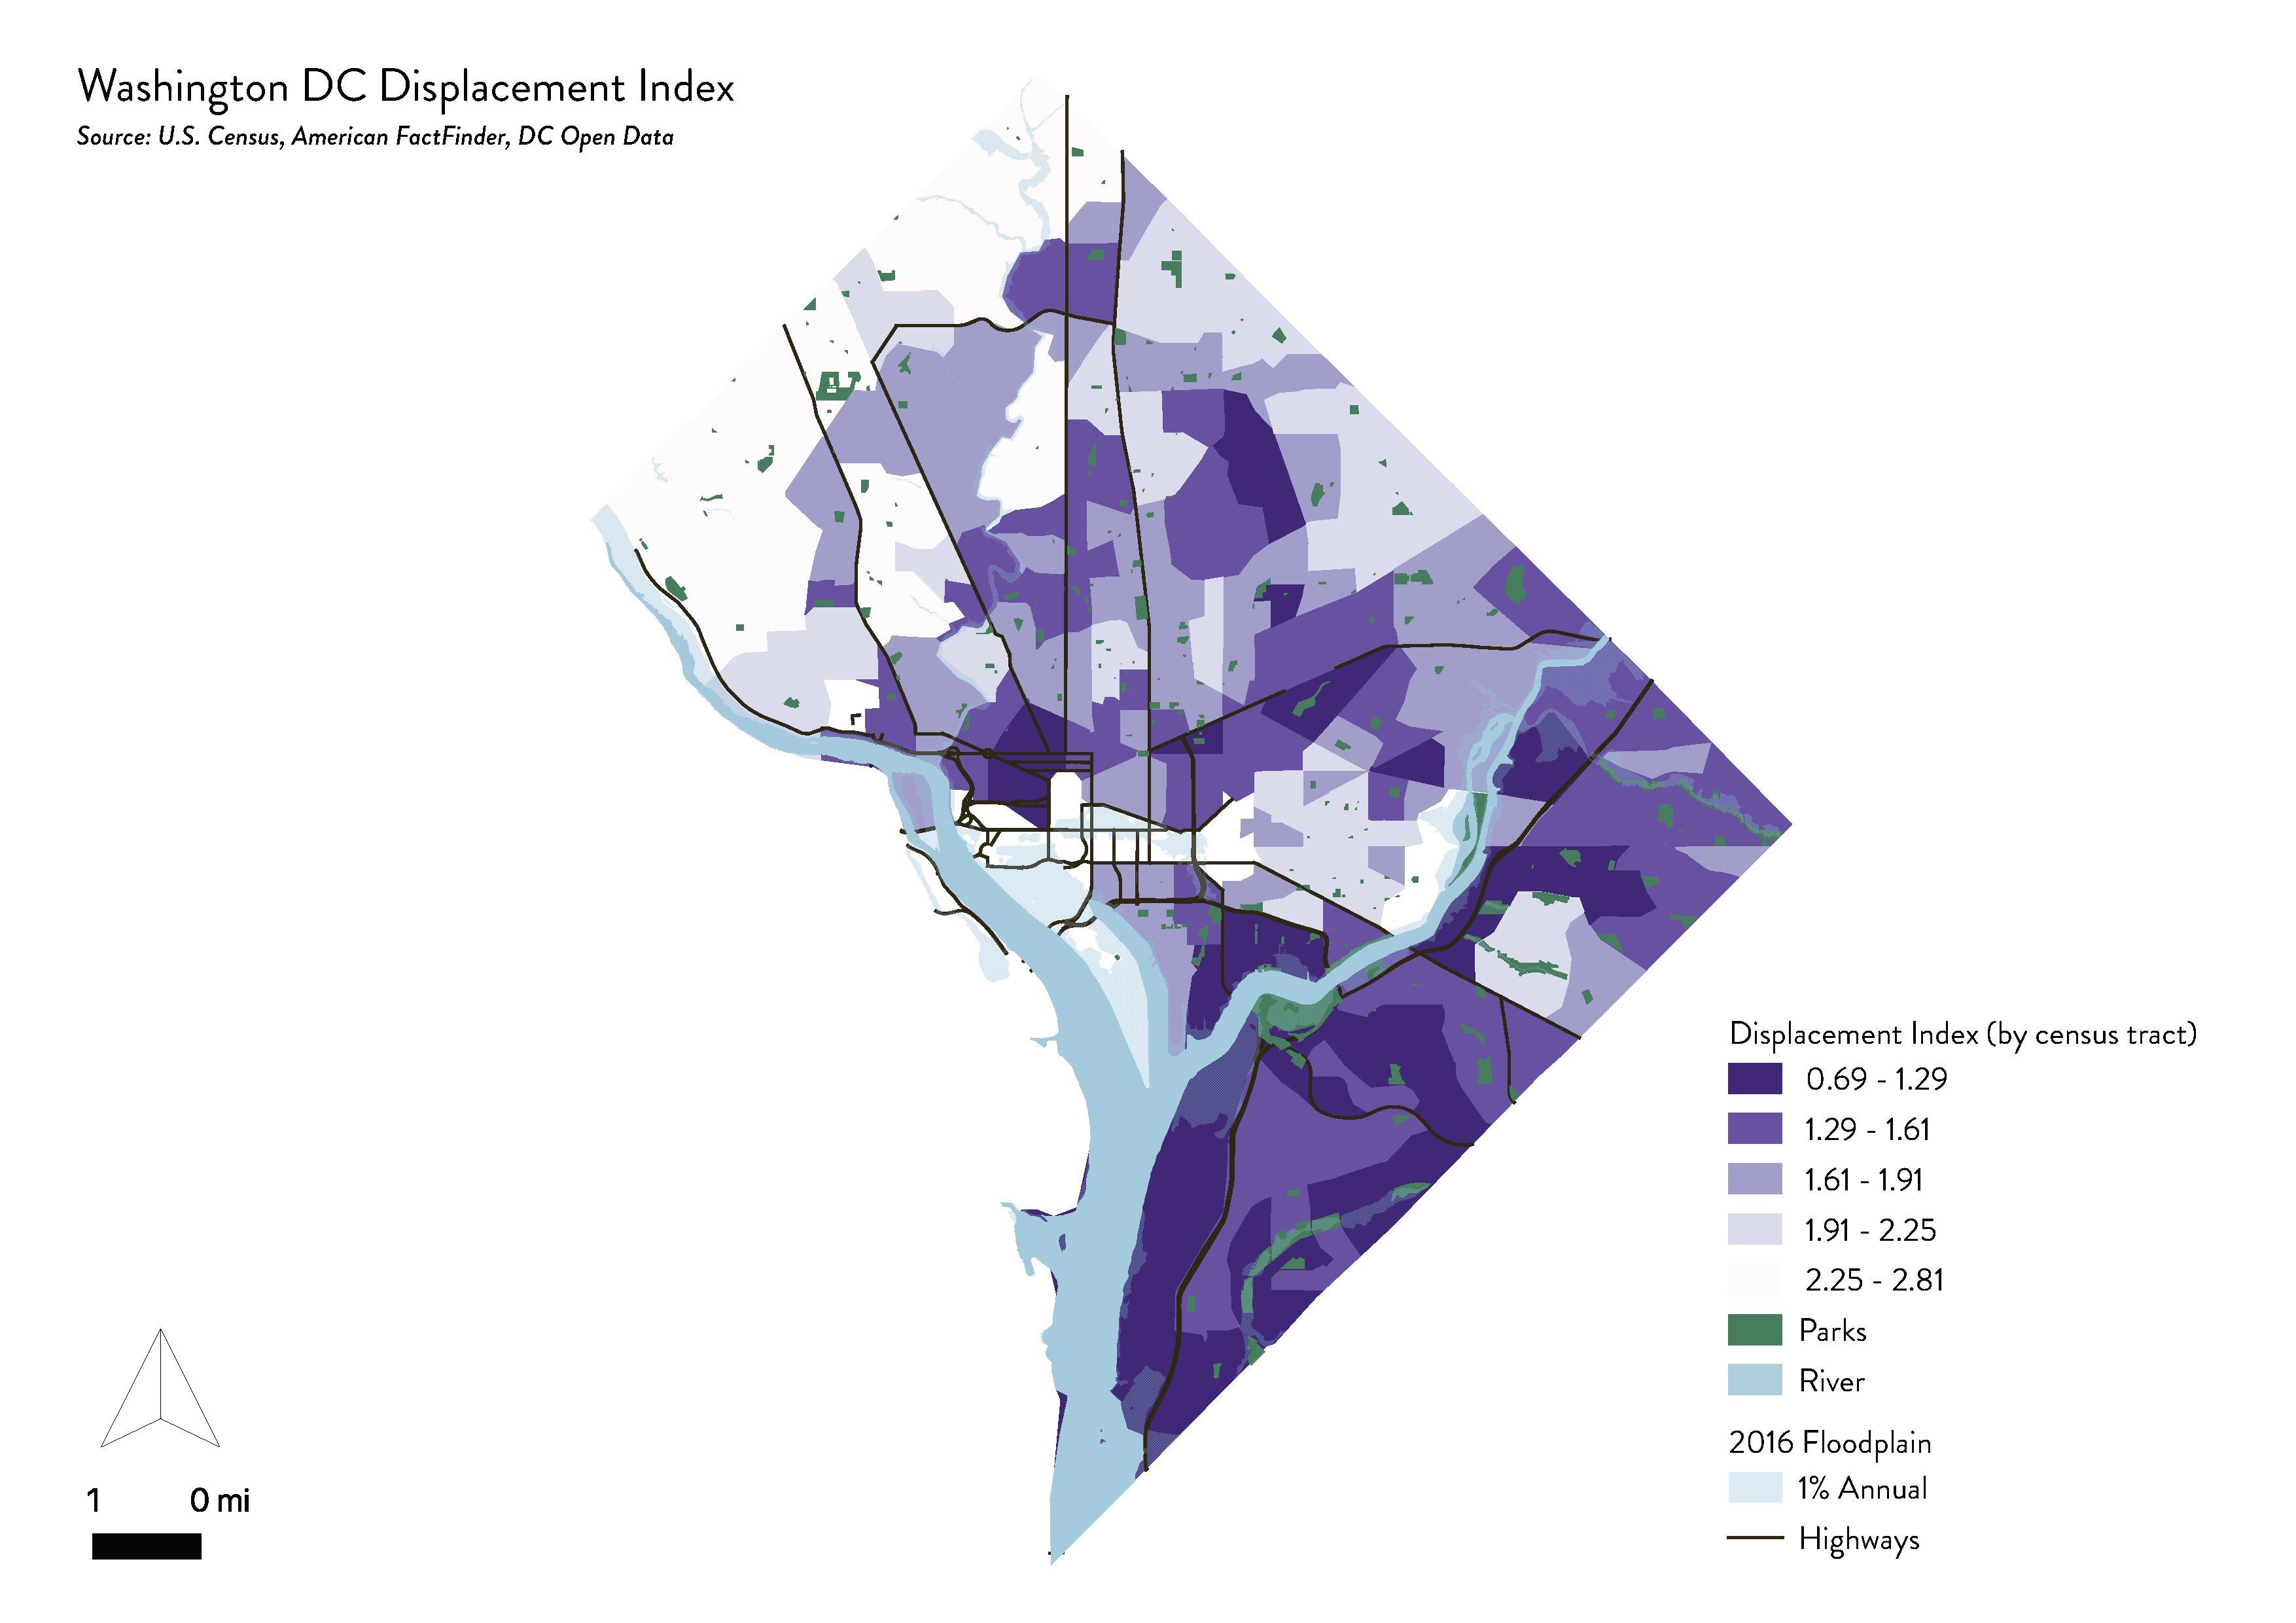 Washington DC Displacement Index
Source: U.S. Census, American FactFinder, DC Open Data
Displacement Index (by census tract)
0.69 - 1.29
1.29 - 1.61
1.61 - 1.91
1.91 - 2.25
2.25 - 2.81
Parks
River
2016 Floodplain
1% Annual
Highways
1 0 mi